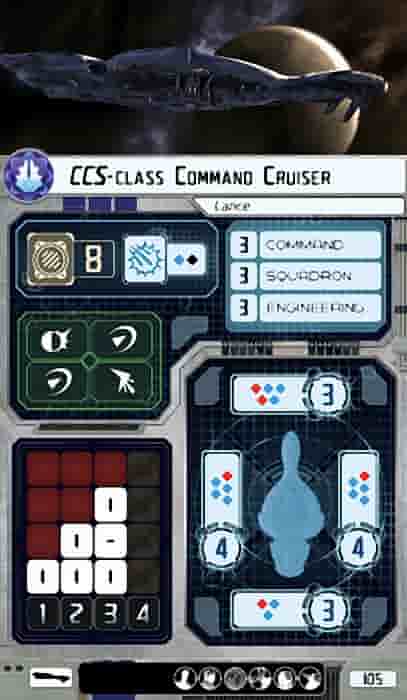 CCS-CLASS COMMAND CRUISER
Lance
8
3 COMMAND
3 SQUADRON
3 ENGINEERING
3
4
4
3
I
I -
I I I
1 2 3 4
105